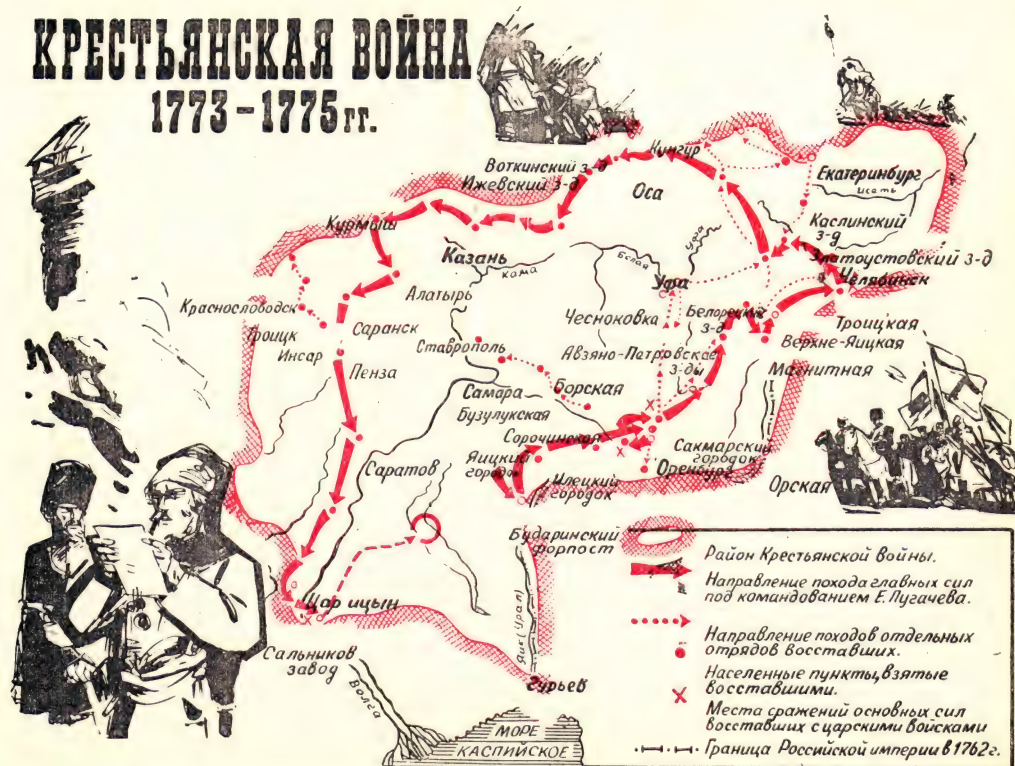 КРЕСТЬЯНСКАЯ ВОЙНА
1773-1775 гг.
Кунгур
Воткинский з-д
Ижевский з-д
Оса
Екатеринбург
исеть
Курмыш
Каслинский
з-д
Златоустовский з-д
Казань
кама
Белая
Уфа
Уфа
Челябинск
Алатырь
Краснослободск
Чесноковка
Белорецкий
з-д
Троицкая
Троицк
Саранск
Верхне-Яицкая
Инсар
Ставрополь
Авзяно-Петровские
з-ды
Пенза
Магнитная
Самара
Борская
Бузулукская
Сорочинская
Сакмарский
городок
Яицкий
городок
Саратов
Оренбург
Илецкий
городок
Орская
Бударинский
форпост
Царицын
Яик (Урал)
Сальников
завод
Гурьев
Волга
МОРЕ
КАСПИЙСКОЕ
Район Крестьянской Войны.
Направление похода главных сил
под командованием Е. Пугачева.
Направление походов отдельных
отрядов восставших.
Населенные пункты, взятые
восставшими.
Места сражений основных сил
восставших с царскими войсками
Граница Российской империи в 1762 г.